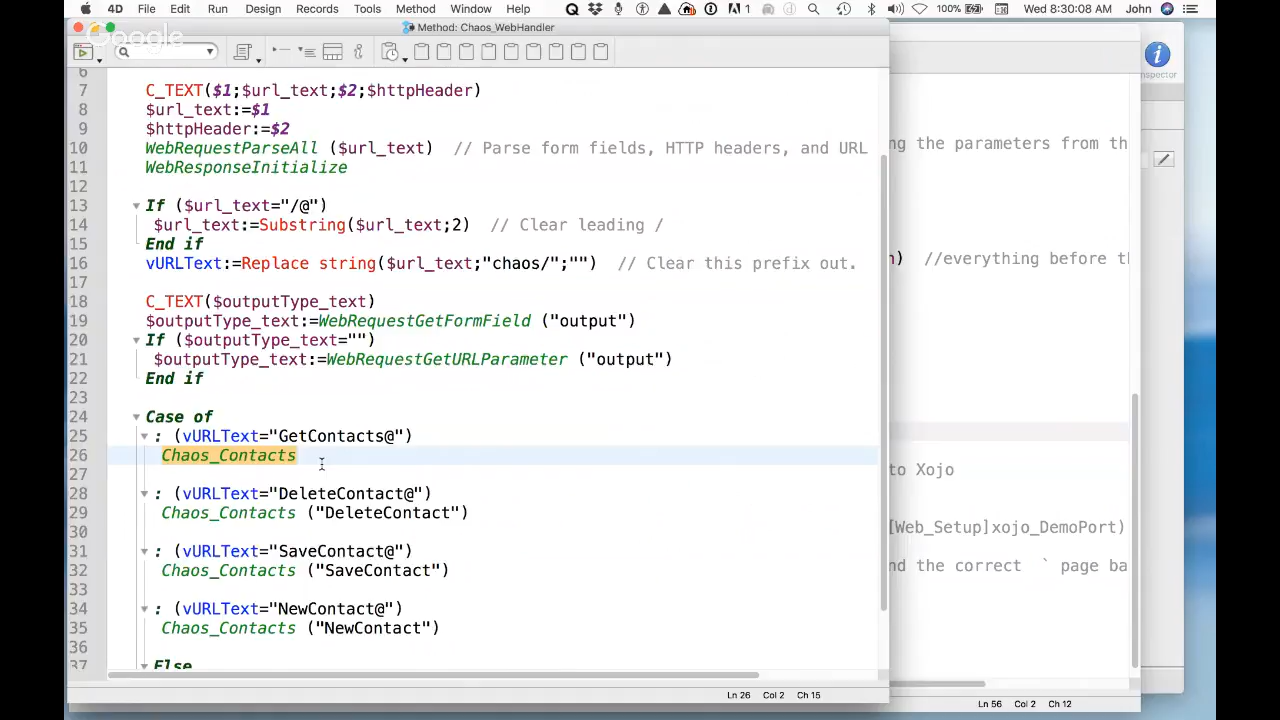 4D File Edit Run Design Records Tools Method Window Help 1 100% Wed 8:30:08 AM John
Method: Chaos_WebHandler
Google
Inspector
6
7 C_TEXT($1;$url_text;$2;$httpHeader)
8 $url_text:=$1
9 $httpHeader:=$2
10 WebRequestParseAll ($url_text) // Parse form fields, HTTP headers, and URL
11 WebResponseInitialize
12
13 If ($url_text="/@")
14 $url_text:=Substring($url_text;2) // Clear leading /
15 End if
16 vURLText:=Replace string($url_text;"chaos/";"") // Clear this prefix out.
17
18 C_TEXT($outputType_text)
19 $outputType_text:=WebRequestGetFormField ("output")
20 If ($outputType_text="")
21 $outputType_text:=WebRequestGetURLParameter ("output")
22 End if
23
24 Case of
25 : (vURLText="GetContacts@")
26 Chaos_Contacts
27
28 : (vURLText="DeleteContact@")
29 Chaos_Contacts ("DeleteContact")
30
31 : (vURLText="SaveContact@")
32 Chaos_Contacts ("SaveContact")
33
34 : (vURLText="NewContact@")
35 Chaos_Contacts ("NewContact")
36
37 Else
Ln 26 Col 2 Ch 15
ng the parameters from th
n) //everything before th
to Xojo
[Web_Setup]xojo_DemoPort)
nd the correct ` page ba
Ln 56 Col 2 Ch 12